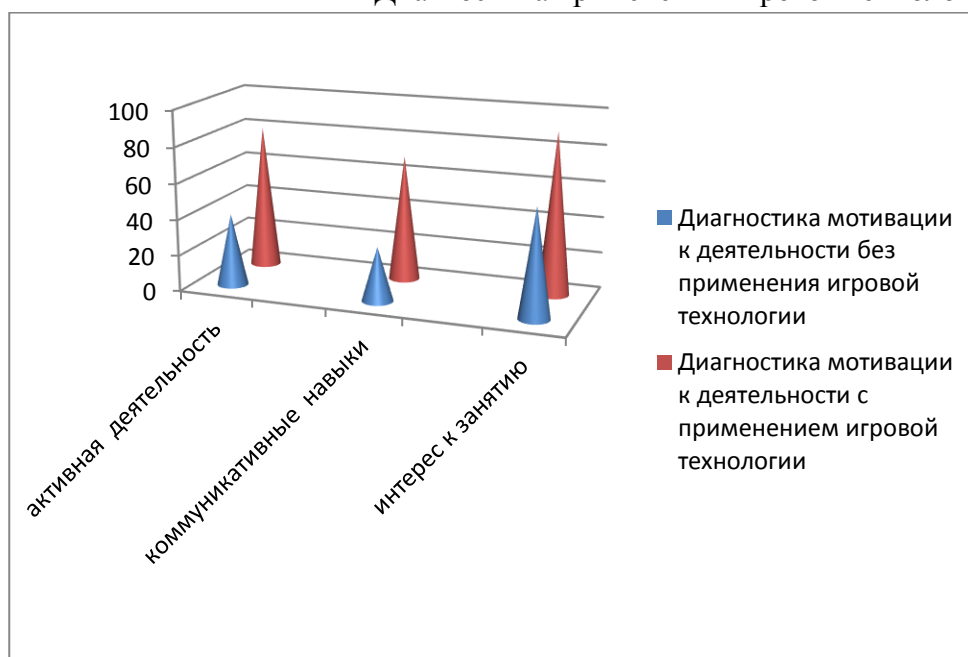 100
80
60
40
20
0
активная деятельность
коммуникативные навыки
интерес к занятию
Диагностика мотивации
к деятельности без
применения игровой
технологии
Диагностика мотивации
к деятельности с
применением игровой
технологии